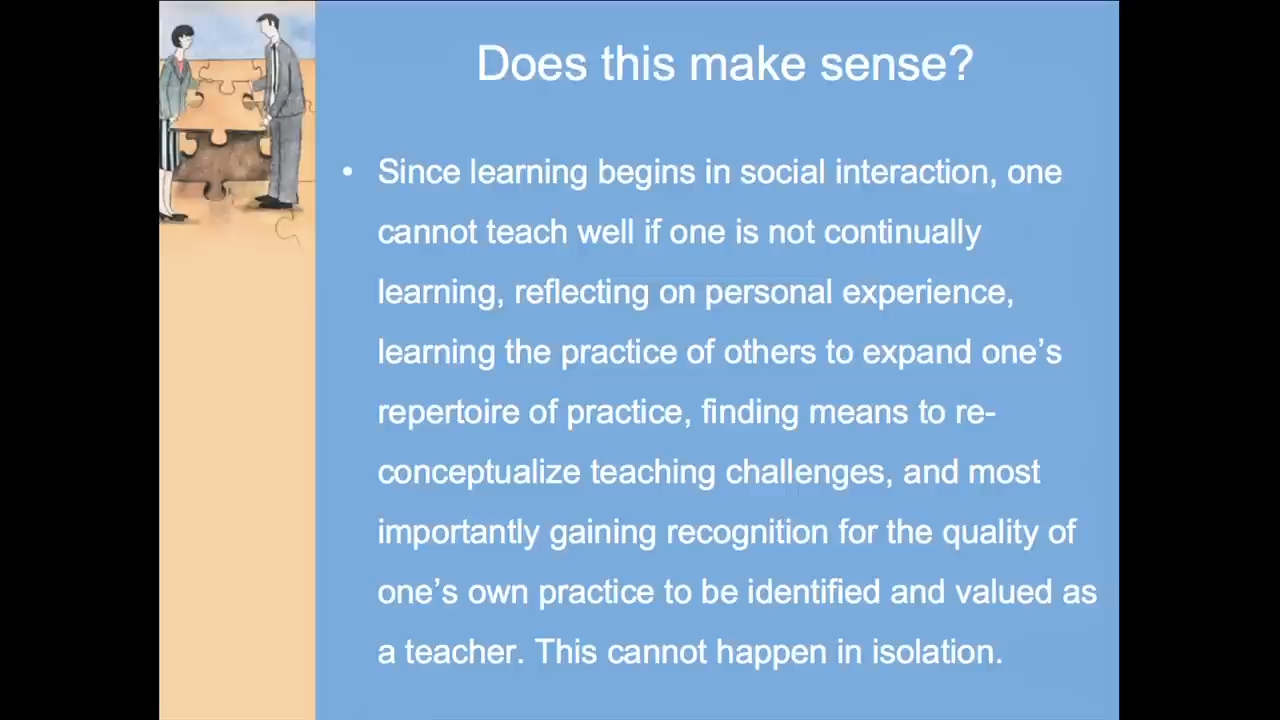 Does this make sense?
• Since learning begins in social interaction, one
cannot teach well if one is not continually
learning, reflecting on personal experience,
learning the practice of others to expand one’s
repertoire of practice, finding means to re-
conceptualize teaching challenges, and most
importantly gaining recognition for the quality of
one’s own practice to be identified and valued as
a teacher. This cannot happen in isolation.